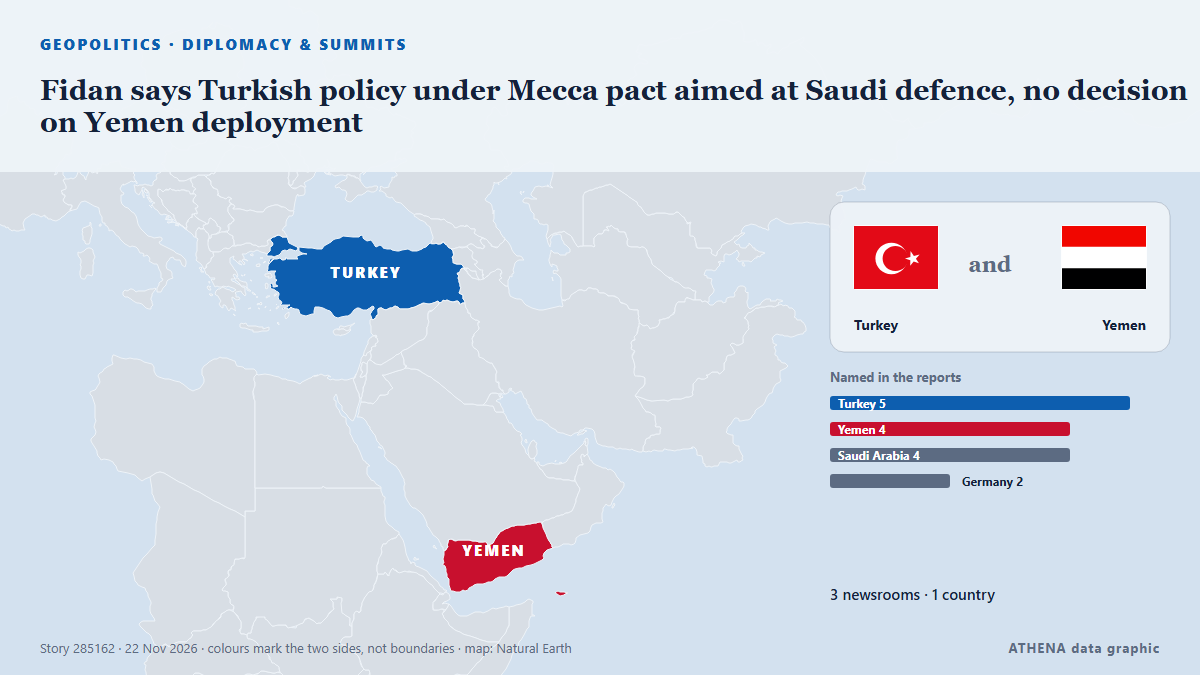 GEOPOLITICS · DIPLOMACY & SUMMITS
Fidan says Turkish policy under Mecca pact aimed at Saudi defence, no decision
on Yemen deployment
TURKEY
YEMEN
and
Turkey
Yemen
Named in the reports
Turkey 5
Yemen 4
Saudi Arabia 4
Germany 2
3 newsrooms · 1 country
Story 285162 · 22 Nov 2026 · colours mark the two sides, not boundaries · map: Natural Earth
ATHENA data graphic